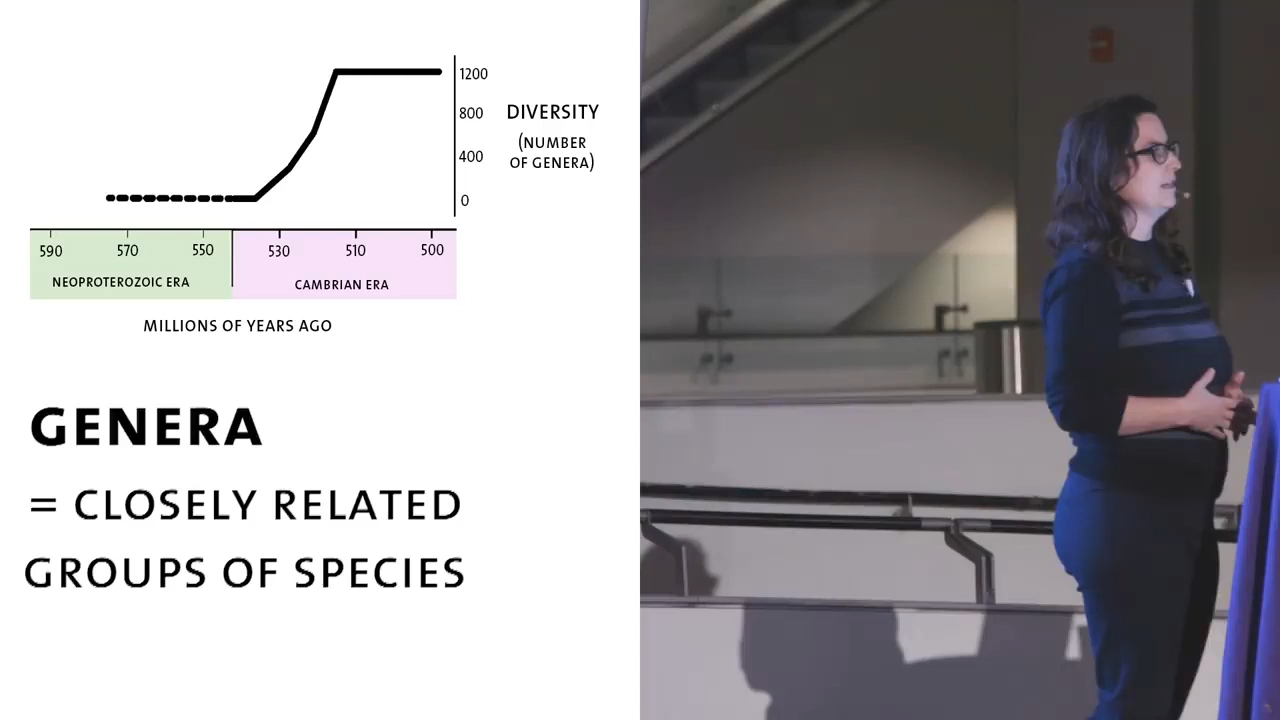 1200
800
400
0
DIVERSITY
(NUMBER
OF GENERA)
590 570 550 530 510 500
NEOPROTEROZOIC ERA
CAMBRIAN ERA
MILLIONS OF YEARS AGO
GENERA
= CLOSELY RELATED
GROUPS OF SPECIES